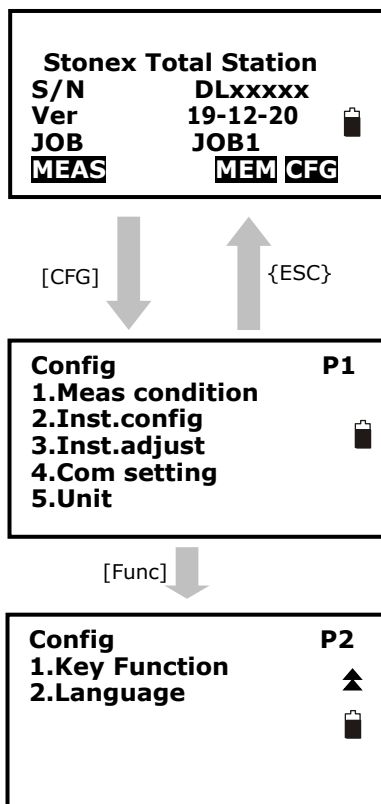 Stonex Total Station
S/N DLxxxxx
Ver 19-12-20
JOB JOB1
MEAS MEM CFG
[CFG] {ESC}
Config P1
1.Meas condition
2.Inst.config
3.Inst.adjust
4.Com setting
5.Unit
[Func]
Config P2
1.Key Function
2.Language